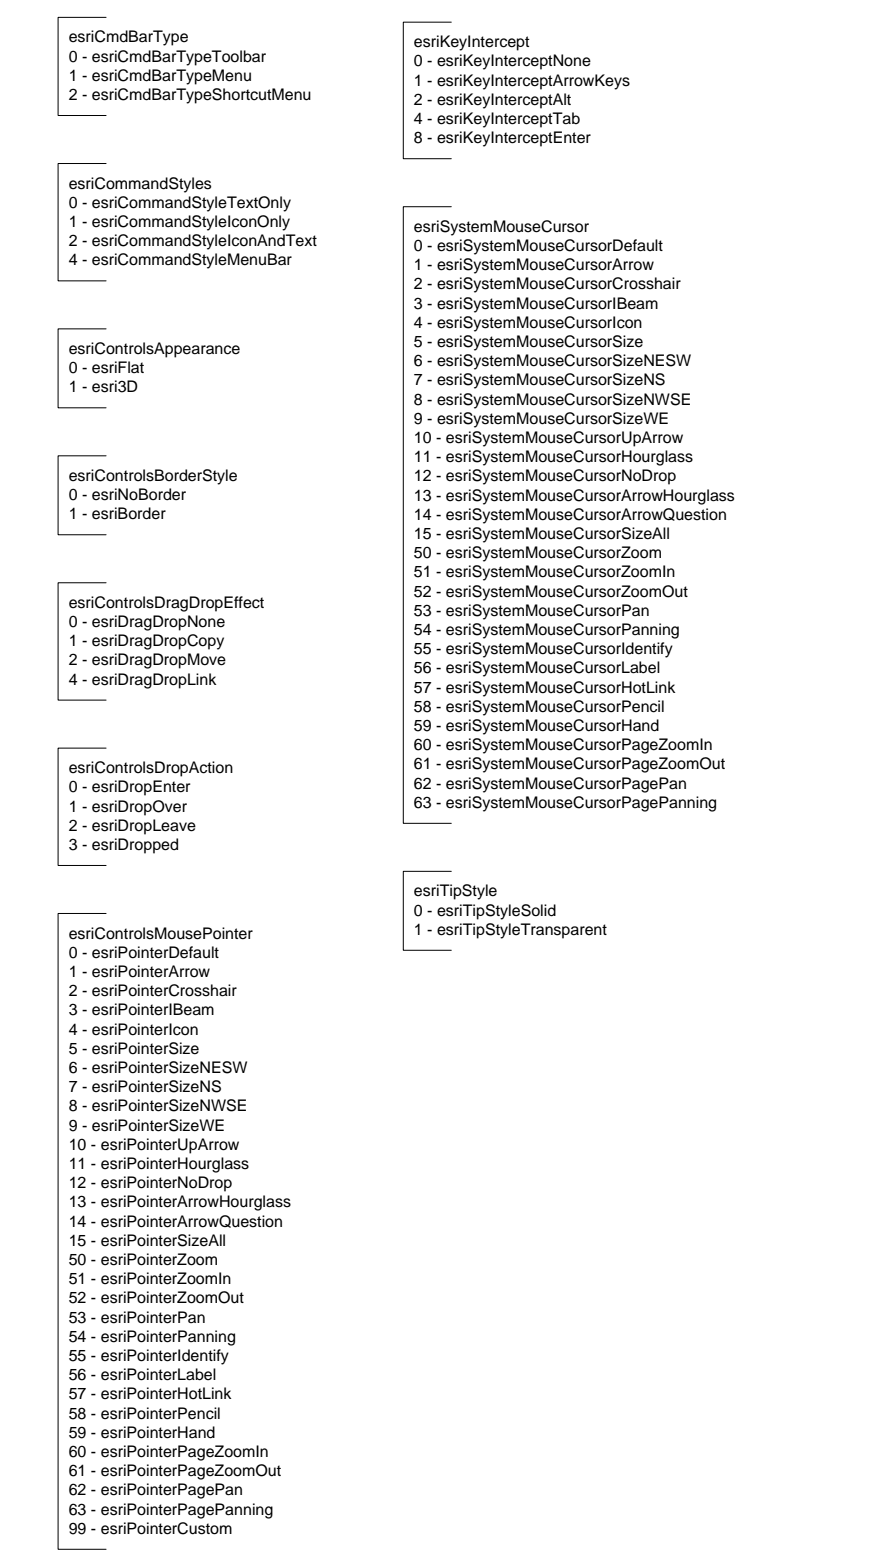 esriCmdBarType
0 - esriCmdBarTypeToolbar
1 - esriCmdBarTypeMenu
2 - esriCmdBarTypeShortcutMenu
esriCommandStyles
0 - esriCommandStyleTextOnly
1 - esriCommandStyleIconOnly
2 - esriCommandStyleIconAndText
4 - esriCommandStyleMenuBar
esriControlsAppearance
0 - esriFlat
1 - esri3D
esriControlsBorderStyle
0 - esriNoBorder
1 - esriBorder
esriControlsDragDropEffect
0 - esriDragDropNone
1 - esriDragDropCopy
2 - esriDragDropMove
4 - esriDragDropLink
esriControlsDropAction
0 - esriDropEnter
1 - esriDropOver
2 - esriDropLeave
3 - esriDropped
esriControlsMousePointer
0 - esriPointerDefault
1 - esriPointerArrow
2 - esriPointerCrosshair
3 - esriPointerIBeam
4 - esriPointerIcon
5 - esriPointerSize
6 - esriPointerSizeNESW
7 - esriPointerSizeNS
8 - esriPointerSizeNWSE
9 - esriPointerSizeWE
10 - esriPointerUpArrow
11 - esriPointerHourglass
12 - esriPointerNoDrop
13 - esriPointerArrowHourglass
14 - esriPointerArrowQuestion
15 - esriPointerSizeAll
50 - esriPointerZoom
51 - esriPointerZoomIn
52 - esriPointerZoomOut
53 - esriPointerPan
54 - esriPointerPanning
55 - esriPointerIdentify
56 - esriPointerLabel
57 - esriPointerHotLink
58 - esriPointerPencil
59 - esriPointerHand
60 - esriPointerPageZoomIn
61 - esriPointerPageZoomOut
62 - esriPointerPagePan
63 - esriPointerPagePanning
99 - esriPointerCustom
esriKeyIntercept
0 - esriKeyInterceptNone
1 - esriKeyInterceptArrowKeys
2 - esriKeyInterceptAlt
4 - esriKeyInterceptTab
8 - esriKeyInterceptEnter
esriSystemMouseCursor
0 - esriSystemMouseCursorDefault
1 - esriSystemMouseCursorArrow
2 - esriSystemMouseCursorCrosshair
3 - esriSystemMouseCursorIBeam
4 - esriSystemMouseCursorIcon
5 - esriSystemMouseCursorSize
6 - esriSystemMouseCursorSizeNESW
7 - esriSystemMouseCursorSizeNS
8 - esriSystemMouseCursorSizeNWSE
9 - esriSystemMouseCursorSizeWE
10 - esriSystemMouseCursorUpArrow
11 - esriSystemMouseCursorHourglass
12 - esriSystemMouseCursorNoDrop
13 - esriSystemMouseCursorArrowHourglass
14 - esriSystemMouseCursorArrowQuestion
15 - esriSystemMouseCursorSizeAll
50 - esriSystemMouseCursorZoom
51 - esriSystemMouseCursorZoomIn
52 - esriSystemMouseCursorZoomOut
53 - esriSystemMouseCursorPan
54 - esriSystemMouseCursorPanning
55 - esriSystemMouseCursorIdentify
56 - esriSystemMouseCursorLabel
57 - esriSystemMouseCursorHotLink
58 - esriSystemMouseCursorPencil
59 - esriSystemMouseCursorHand
60 - esriSystemMouseCursorPageZoomIn
61 - esriSystemMouseCursorPageZoomOut
62 - esriSystemMouseCursorPagePan
63 - esriSystemMouseCursorPagePanning
esriTipStyle
0 - esriTipStyleSolid
1 - esriTipStyleTransparent